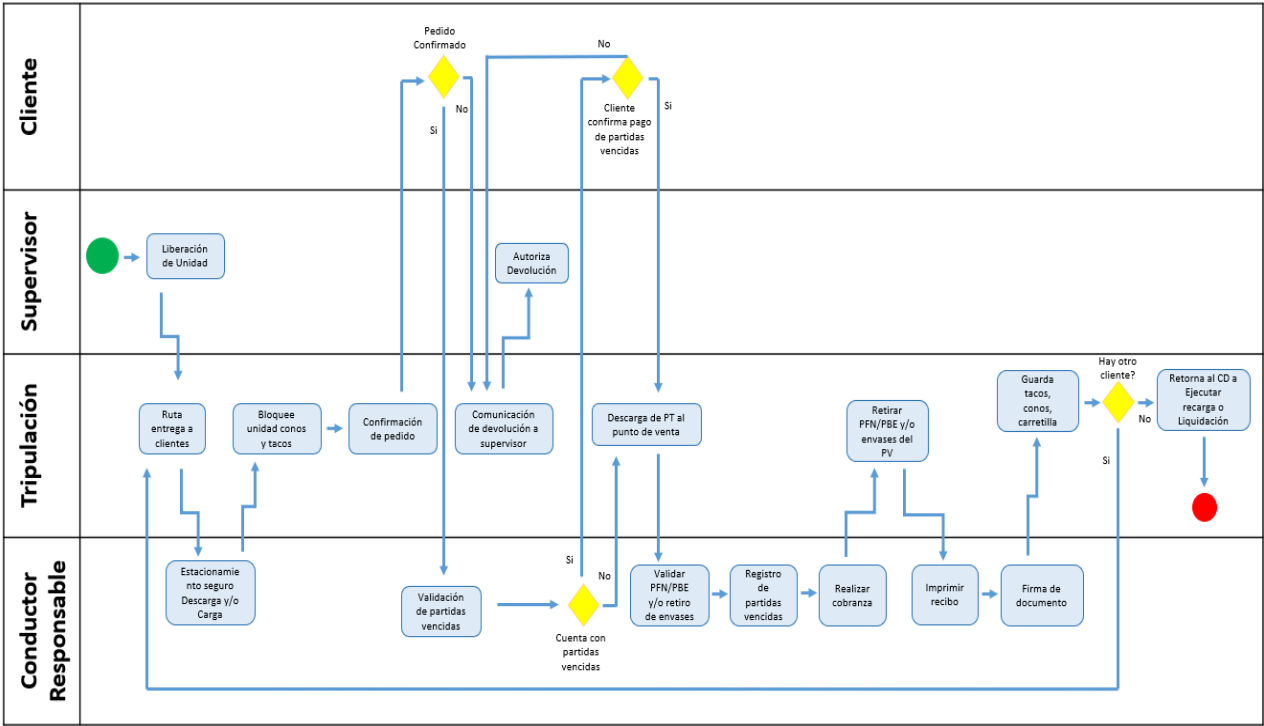 Cliente
Pedido
Confirmado
No
Si
No
Cliente
confirma pago
de partidas
vencidas
Si
Supervisor
Liberación
de Unidad
Autoriza
Devolución
Tripulación
Ruta
entrega a
clientes
Bloquee
unidad conos
y tacos
Confirmación
de pedido
Comunicación
de devolución a
supervisor
Descarga de PT al
punto de venta
Retirar
PFN/PBE y/o
envases del
PV
Guarda
tacos,
conos,
carretilla
Hay otro
cliente?
No
Si
Retorna al CD a
Ejecutar
recarga o
Liquidación
Conductor
Responsable
Estacionamie
nto seguro
Descarga y/o
Carga
Validación
de partidas
vencidas
Si
No
Cuenta con
partidas
vencidas
Validar
PFN/PBE
y/o retiro
de envases
Registro
de
partidas
vencidas
Realizar
cobranza
Imprimir
recibo
Firma de
documento